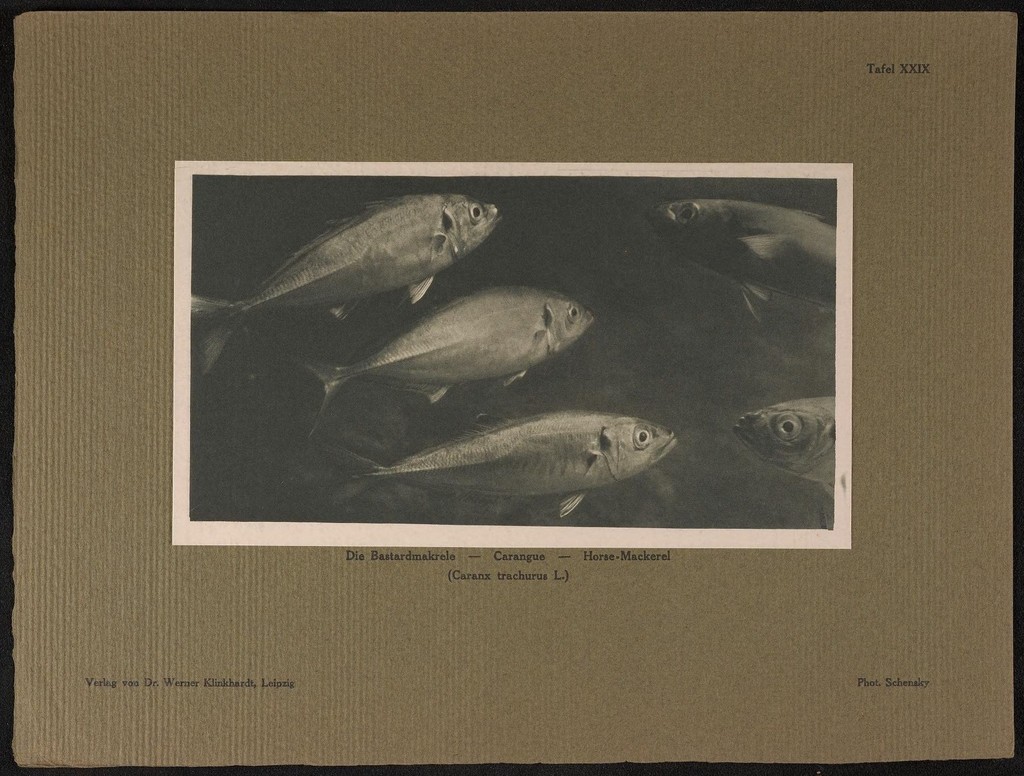 Tafel XXIX
Die Bastardmakrele — Carangue — Horse-Mackerel
(Caranx trachurus L.)
Verlag von Dr. Werner Klinkhardt, Leipzig
Phot. Schensky